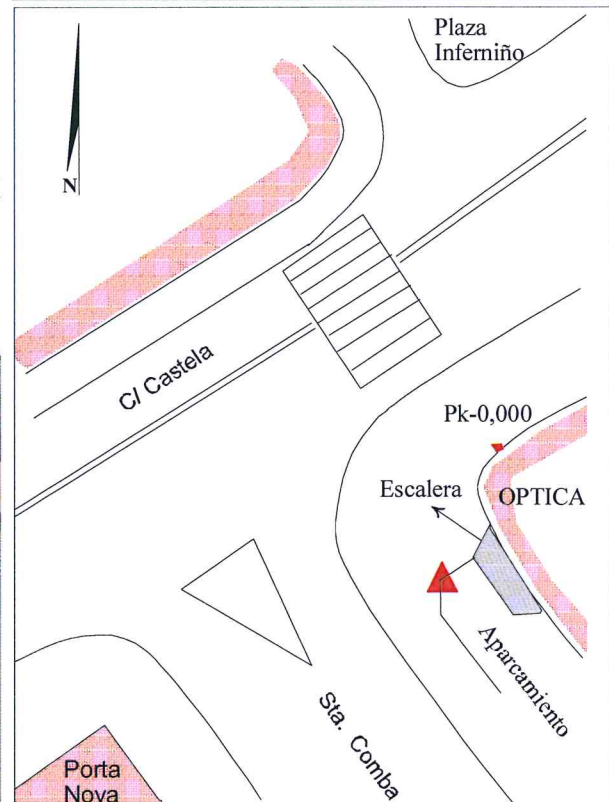 Plaza
Inferniño
N
C/ Castela
Pk-0,000
Escalera
OPTICA
Aparcamiento
Sta. Comba
Porta
Nova